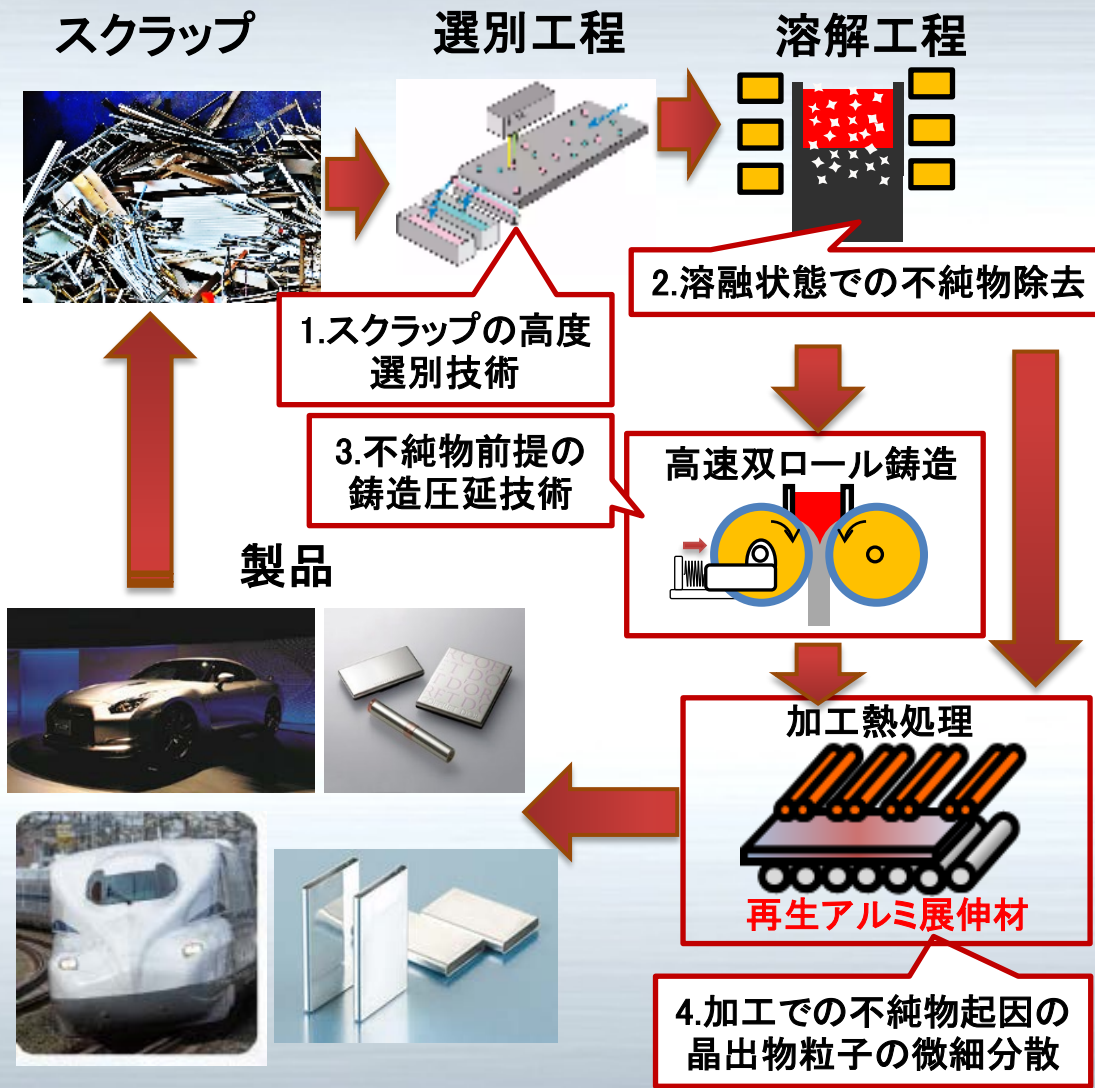 スクラップ
選別工程
溶解工程
2.溶融状態での不純物除去
1.スクラップの高度
選別技術
3.不純物前提の
鋳造圧延技術
高速双ロール鋳造
製品
加工熱処理
再生アルミ展伸材
4.加工での不純物起因の
晶出物粒子の微細分散